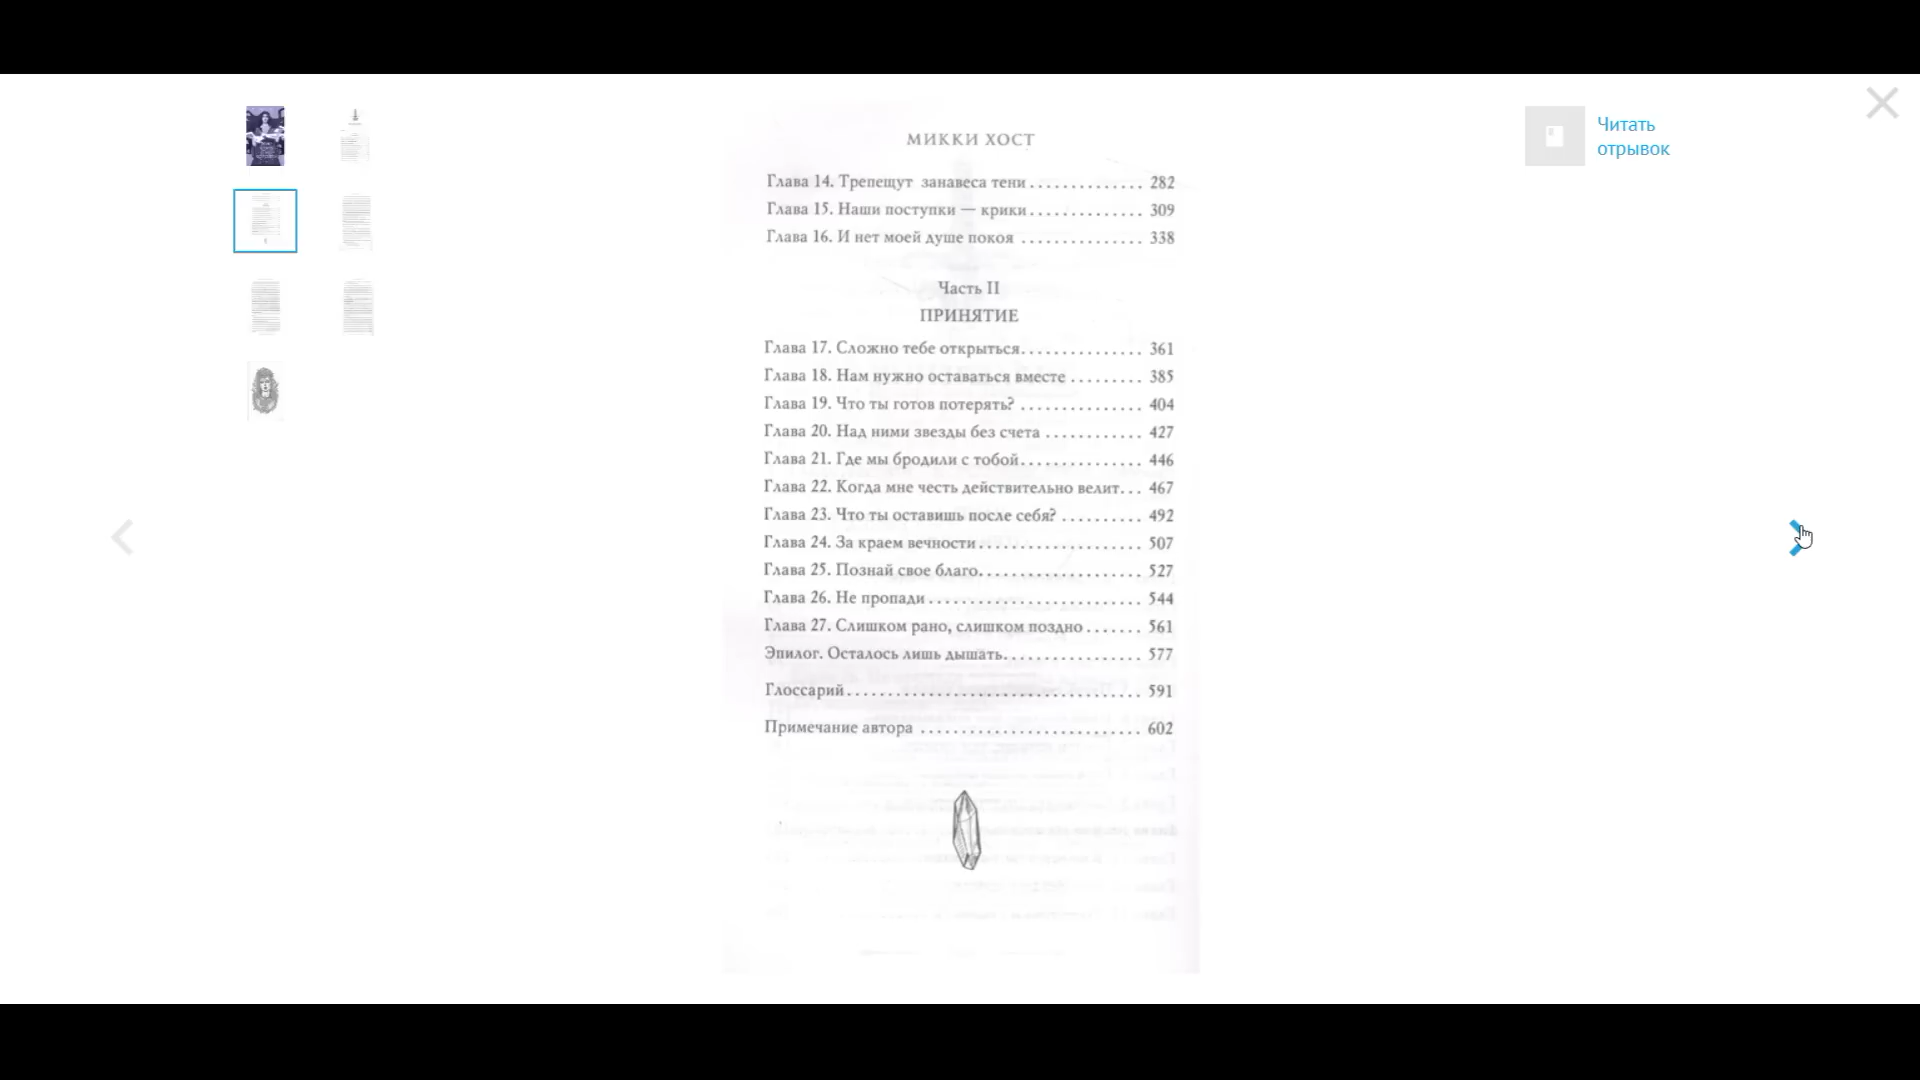 МИККИ ХОСТ
Глава 14. Трепещут занавеса тени .............. 282
Глава 15. Наши поступки — крики .............. 309
Глава 16. И нет моей душе покоя .............. 338
Часть II
ПРИНЯТИЕ
Глава 17. Сложно тебе открыться ............... 361
Глава 18. Нам нужно оставаться вместе ......... 385
Глава 19. Что ты готов потерять? .............. 404
Глава 20. Над ними звезды без счета ........... 427
Глава 21. Где мы бродили с тобой ............... 446
Глава 22. Когда мне честь действительно велит... 467
Глава 23. Что ты оставишь после себя? ......... 492
Глава 24. За краем вечности .................... 507
Глава 25. Познай свое благо .................... 527
Глава 26. Не пропади .......................... 544
Глава 27. Слишком рано, слишком поздно ....... 561
Эпилог. Осталось лишь дышать ................. 577
Глоссарий .................................... 591
Примечание автора ........................... 602
Читать
отрывок